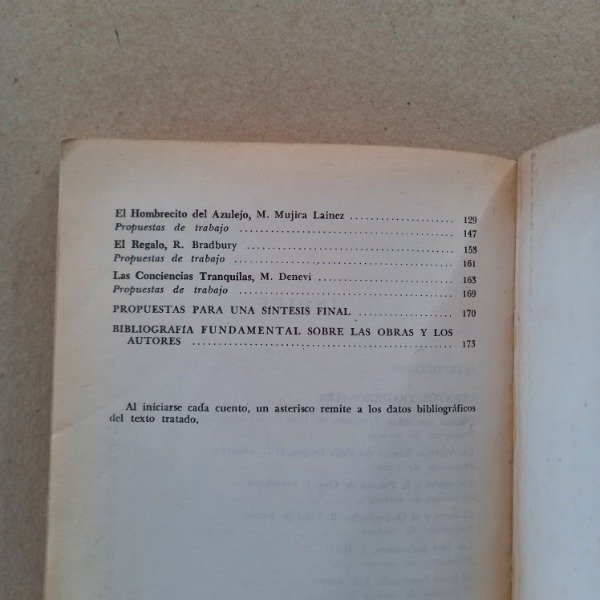 El Hombrecito del Azulejo, M. Mujica Lainez ........................ 129
Propuestas de trabajo ........................ 147
El Regalo, R. Bradbury ........................ 153
Propuestas de trabajo ........................ 161
Las Conciencias Tranquilas, M. Denevi ........................ 163
Propuestas de trabajo ........................ 169
PROPUESTAS PARA UNA SÍNTESIS FINAL ........................ 170
BIBLIOGRAFÍA FUNDAMENTAL SOBRE LAS OBRAS Y LOS
AUTORES ........................ 173
Al iniciarse cada cuento, un asterisco remite a los datos bibliográficos
del texto tratado,